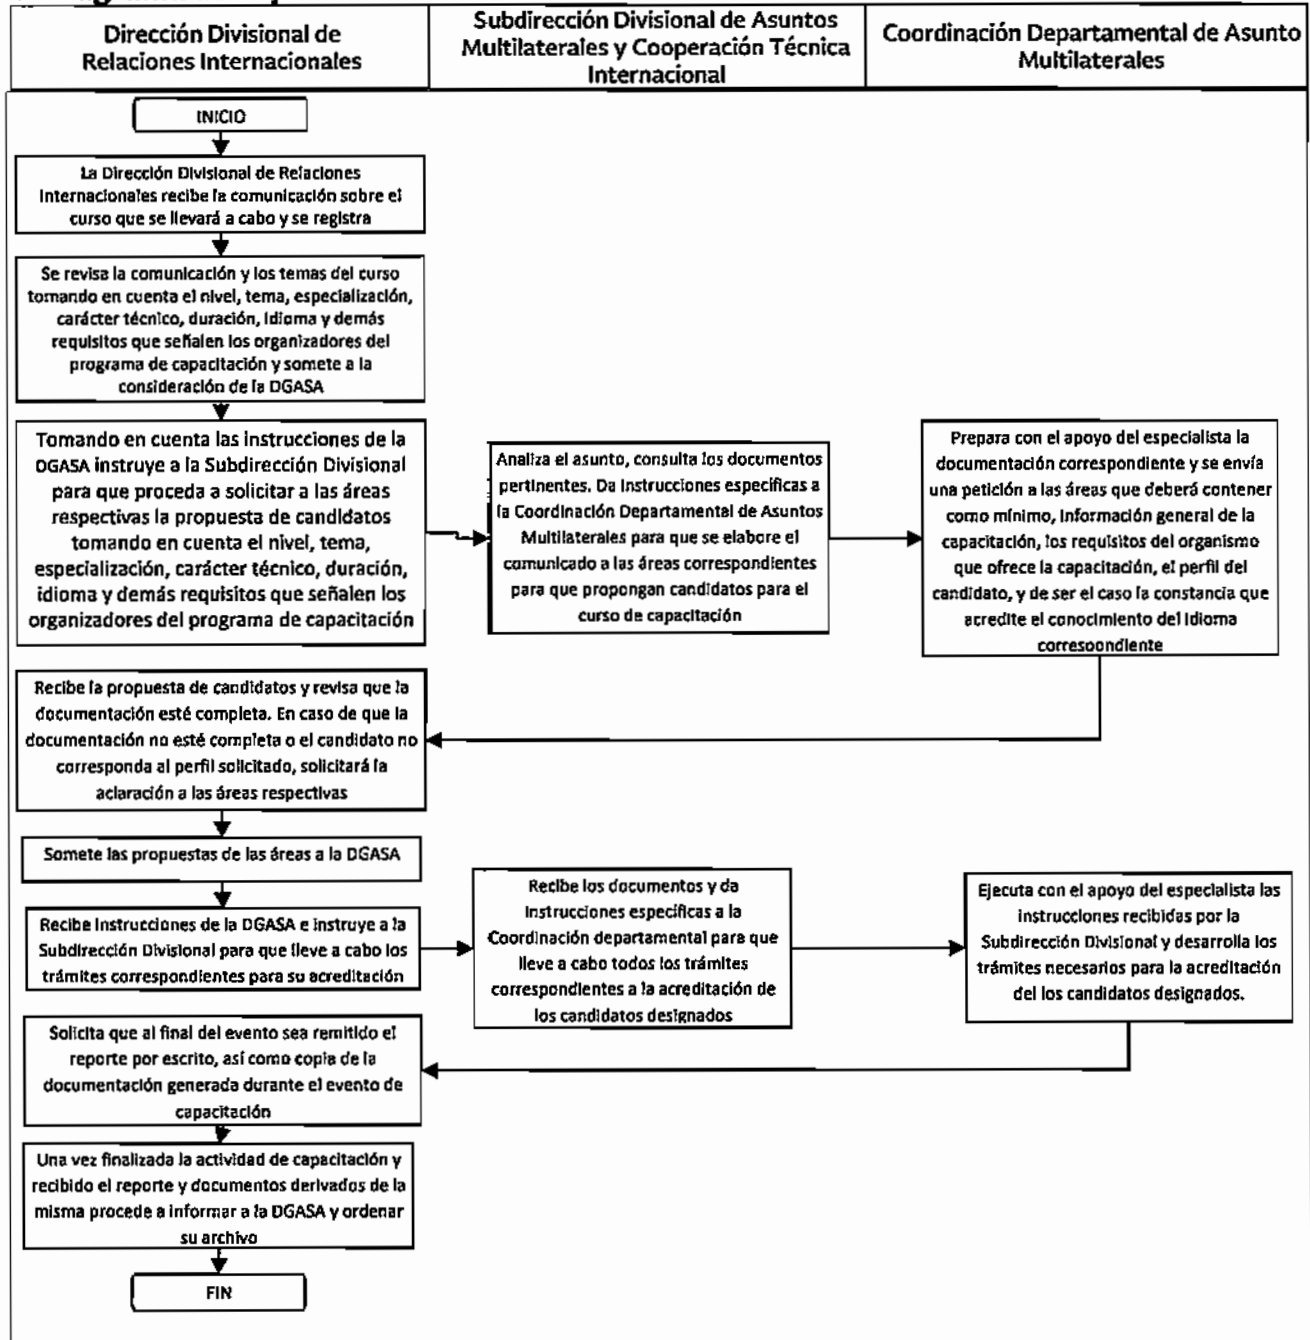 Dirección Divisional de
Relaciones Internacionales
Subdirección Divisional de Asuntos
Multilaterales y Cooperación Técnica
Internacional
Coordinación Departamental de Asunto
Multilaterales
INICIO
La Dirección Divisional de Relaciones
Internacionales recibe la comunicación sobre el
curso que se llevará a cabo y se registra
Se revisa la comunicación y los temas del curso
tomando en cuenta el nivel, tema, especialización,
carácter técnico, duración, idioma y demás
requisitos que señalen los organizadores del
programa de capacitación y somete a la
consideración de la DGASA
Tomando en cuenta las instrucciones de la
DGASA instruye a la Subdirección Divisional
para que proceda a solicitar a las áreas
respectivas la propuesta de candidatos
tomando en cuenta el nivel, tema,
especialización, carácter técnico, duración,
idioma y demás requisitos que señalen los
organizadores del programa de capacitación
Analiza el asunto, consulta los documentos
pertinentes. Da instrucciones específicas a
la Coordinación Departamental de Asuntos
Multilaterales para que se elabore el
comunicado a las áreas correspondientes
para que propongan candidatos para el
curso de capacitación
Prepara con el apoyo del especialista la
documentación correspondiente y se envía
una petición a las áreas que deberá contener
como mínimo, información general de la
capacitación, los requisitos del organismo
que ofrece la capacitación, el perfil del
candidato, y de ser el caso la constancia que
acredite el conocimiento del idioma
correspondiente
Recibe la propuesta de candidatos y revisa que la
documentación esté completa. En caso de que la
documentación no esté completa o el candidato no
corresponda al perfil solicitado, solicitará la
aclaración a las áreas respectivas
Somete las propuestas de las áreas a la DGASA
Recibe Instrucciones de la DGASA e instruye a la
Subdirección Divisional para que lleve a cabo los
trámites correspondientes para su acreditación
Recibe los documentos y da
instrucciones específicas a la
Coordinación departamental para que
lleve a cabo todos los trámites
correspondientes a la acreditación de
los candidatos designados
Ejecuta con el apoyo del especialista las
instrucciones recibidas por la
Subdirección Divisional y desarrolla los
trámites necesarios para la acreditación
del los candidatos designados.
Solicita que al final del evento sea remitido el
reporte por escrito, así como copia de la
documentación generada durante el evento de
capacitación
Una vez finalizada la actividad de capacitación y
recibido el reporte y documentos derivados de la
misma procede a informar a la DGASA y ordenar
su archivo
FIN